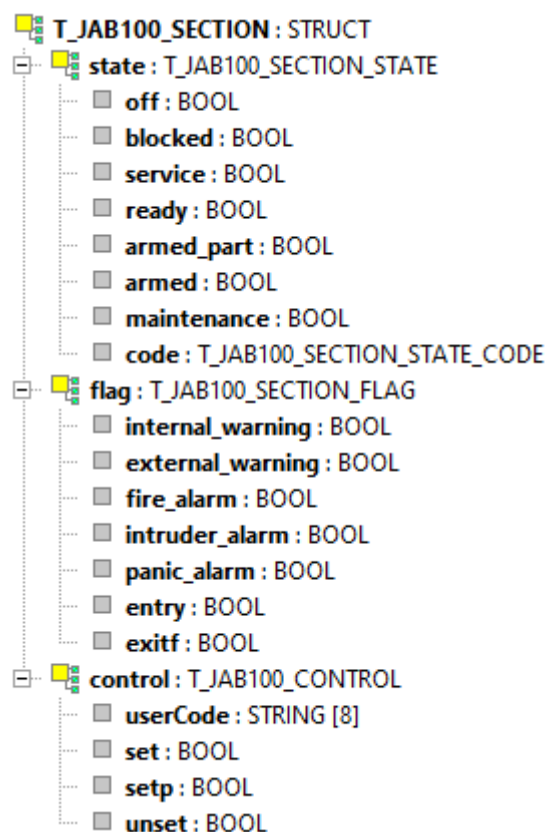 T_JAB100_SECTION : STRUCT
state : T_JAB100_SECTION_STATE
off : BOOL
blocked : BOOL
service : BOOL
ready : BOOL
armed_part : BOOL
armed : BOOL
maintenance : BOOL
code : T_JAB100_SECTION_STATE_CODE
flag : T_JAB100_SECTION_FLAG
internal_warning : BOOL
external_warning : BOOL
fire_alarm : BOOL
intruder_alarm : BOOL
panic_alarm : BOOL
entry : BOOL
exitf : BOOL
control : T_JAB100_CONTROL
userCode : STRING [8]
set : BOOL
setp : BOOL
unset : BOOL